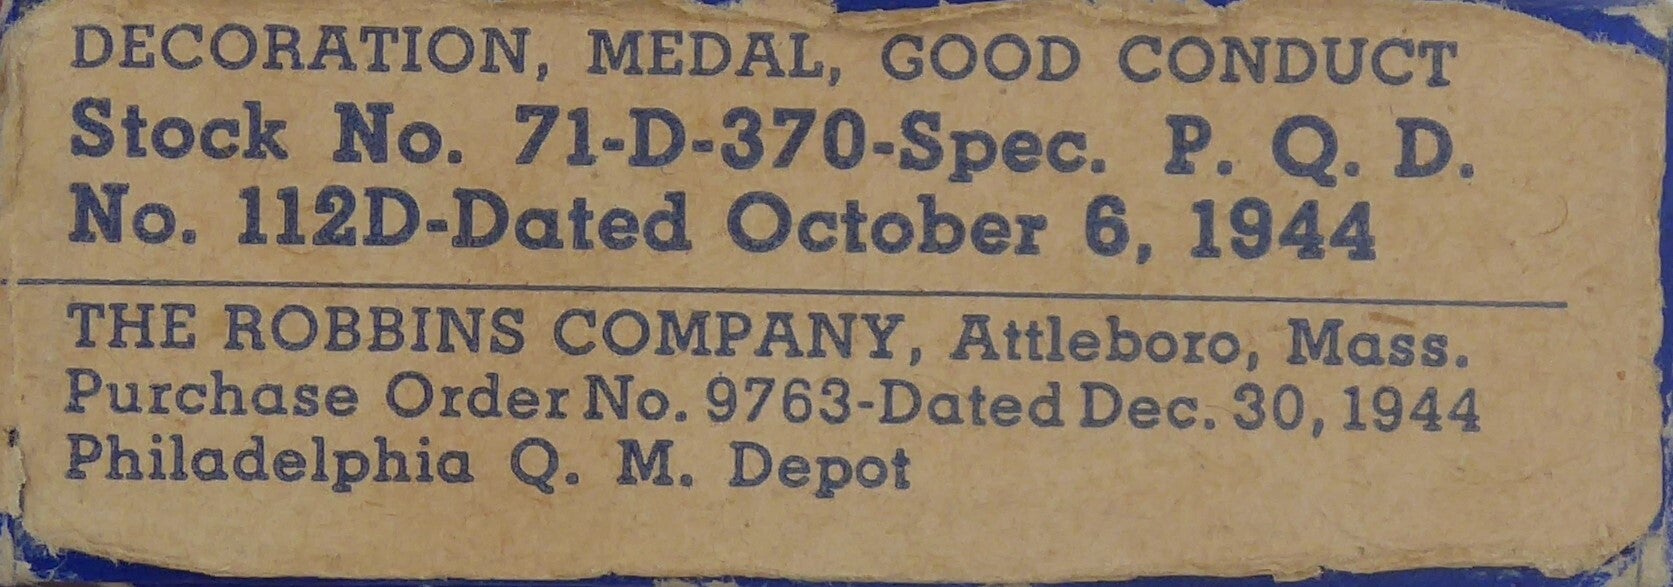 DECORATION, MEDAL, GOOD CONDUCT
Stock No. 71-D-370-Spec. P. Q. D.
No. 112D-Dated October 6, 1944
THE ROBBINS COMPANY, Attleboro, Mass.
Purchase Order No. 9763-Dated Dec. 30, 1944
Philadelphia Q. M. Depot